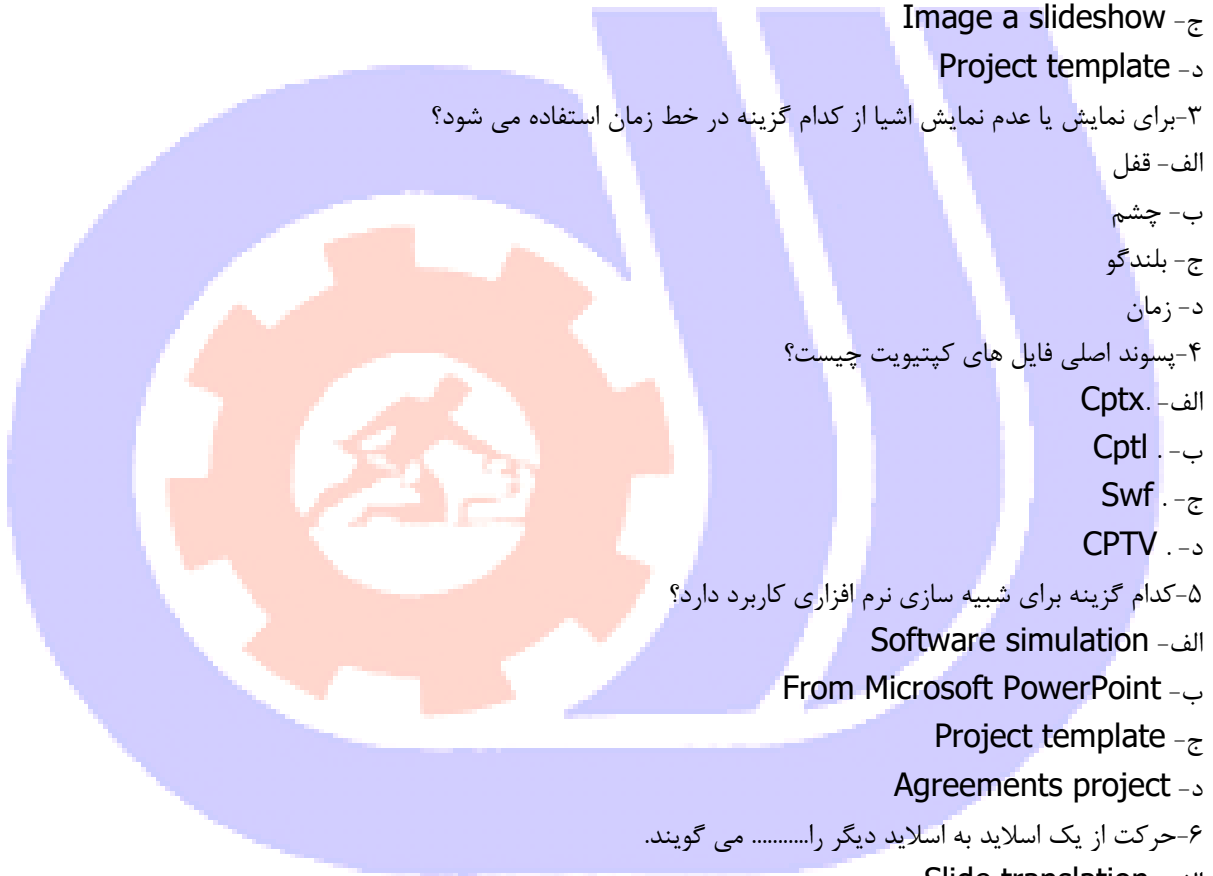 ج- Image a slideshow
د- Project template
۳-برای نمایش یا عدم نمایش اشیا از کدام گزینه در خط زمان استفاده می شود؟
الف- قفل
ب- چشم
ج- بلندگو
د- زمان
۴-پسوند اصلی فایل های کپتیویت چیست؟
الف- .Cptx
ب- . Cptl
ج- . Swf
د- . CPTV
۵-کدام گزینه برای شبیه سازی نرم افزاری کاربرد دارد؟
الف- Software simulation
ب- From Microsoft PowerPoint
ج- Project template
د- Agreements project
۶-حرکت از یک اسلاید به اسلاید دیگر را........... می گویند.
Slide translation